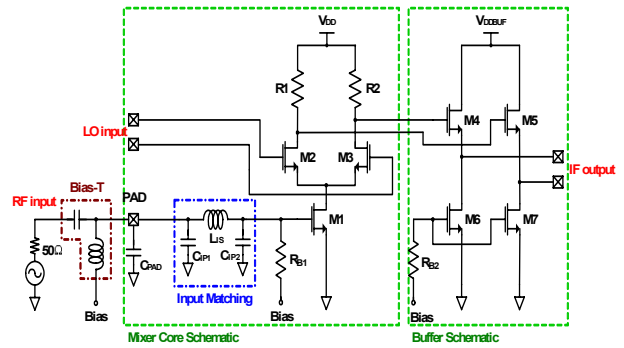 VDD
VDDBUF
R1
R2
M4
M5
LO input
M2
M3
IF output
Bias-T
RF input
PAD
M1
M6
M7
LIS
50Ω
CPAD
CIP1
CIP2
RB1
RB2
Input Matching
Bias
Bias
Bias
Mixer Core Schematic
Buffer Schematic